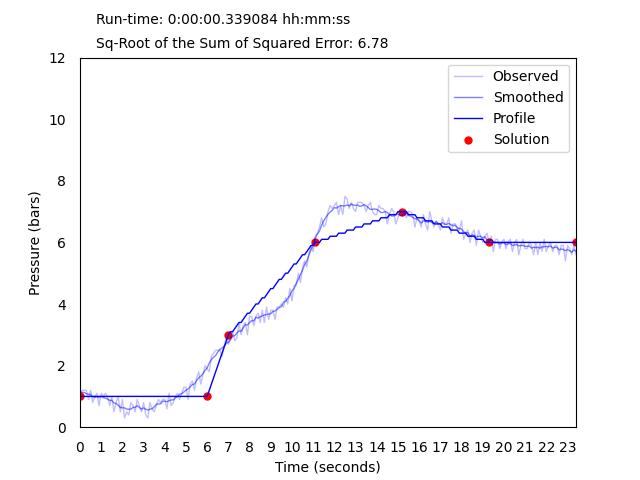 Run-time: 0:00:00.339084 hh:mm:ss
Sq-Root of the Sum of Squared Error: 6.78
12
10
8
6
4
2
0
Pressure (bars)
Observed
Smoothed
Profile
Solution
0 1 2 3 4 5 6 7 8 9 10 11 12 13 14 15 16 17 18 19 20 21 22 23
Time (seconds)